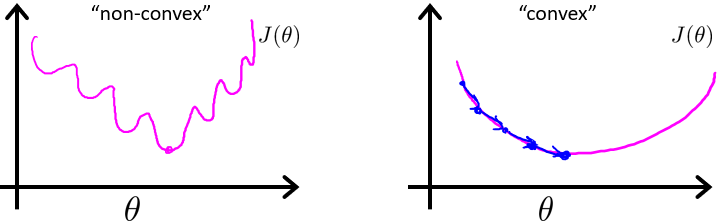 “non-convex”
J(θ)
θ
“convex”
J(θ)
θ